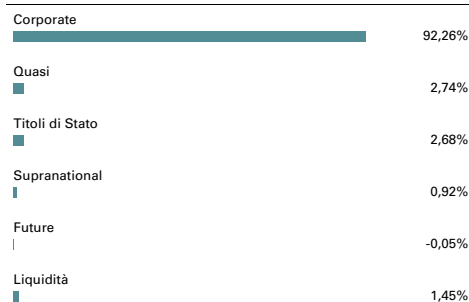 Corporate
92,26%
Quasi
2,74%
Titoli di Stato
2,68%
Supranational
0,92%
Future
-0,05%
Liquidità
1,45%